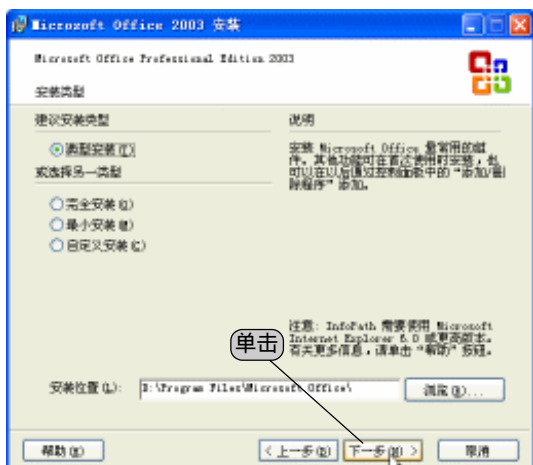 Microsoft Office 2003 安装
Microsoft Office Professional Edition 2003
安装类型
建议安装类型
典型安装(T)
或选择另一类型
完全安装(U)
最小安装(M)
自定义安装(C)
说明
安装 Microsoft Office 最常用的组
件。其他功能可在首次使用时安装，也
可以在以后通过控制面板中的“添加/删
除程序”添加。
注意: InfoPath 需要使用 Microsoft
Internet Explorer 6.0 或更高版本。
有关更多信息，请单击“帮助”按钮。
单击
安装位置(L):
D:\Program Files\Microsoft Office\
浏览(R)...
帮助(H)
< 上一步(B)
下一步(N) >
取消